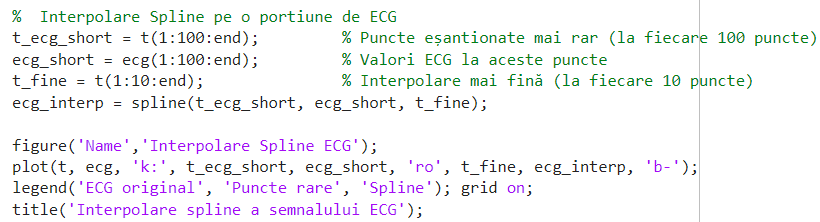 %  Interpolare Spline pe o portiune de ECG
t_ecg_short = t(1:100:end);        % Puncte eșantionate mai rar (la fiecare 100 puncte)
ecg_short = ecg(1:100:end);        % Valori ECG la aceste puncte
t_fine = t(1:10:end);              % Interpolare mai fină (la fiecare 10 puncte)
ecg_interp = spline(t_ecg_short, ecg_short, t_fine);
figure('Name','Interpolare Spline ECG');
plot(t, ecg, 'k:', t_ecg_short, ecg_short, 'ro', t_fine, ecg_interp, 'b-');
legend('ECG original', 'Puncte rare', 'Spline'); grid on;
title('Interpolare spline a semnalului ECG');